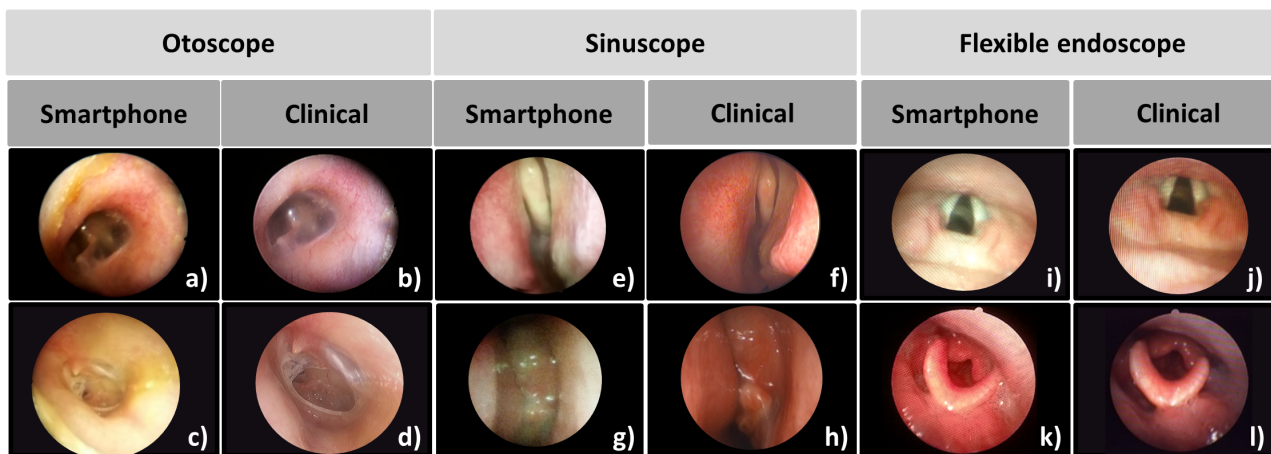 Otoscope Sinuscope Flexible endoscope
Smartphone Clinical Smartphone Clinical Smartphone Clinical
a) b) e) f) i) j)
c) d) g) h) k) l)